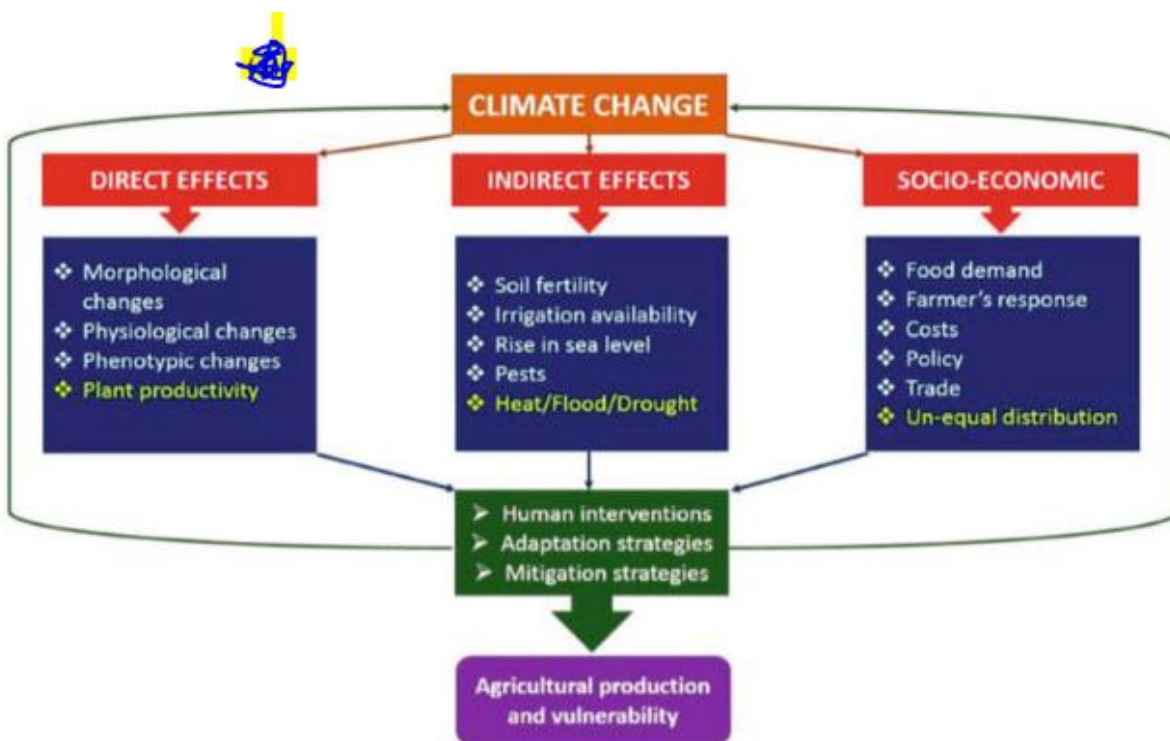 CLIMATE CHANGE
DIRECT EFFECTS
INDIRECT EFFECTS
SOCIO-ECONOMIC
❖ Morphological
changes
❖ Physiological changes
❖ Phenotypic changes
❖ Plant productivity
❖ Soil fertility
❖ Irrigation availability
❖ Rise in sea level
❖ Pests
❖ Heat/Flood/Drought
❖ Food demand
❖ Farmer's response
❖ Costs
❖ Policy
❖ Trade
❖ Un-equal distribution
➢ Human interventions
➢ Adaptation strategies
➢ Mitigation strategies
Agricultural production
and vulnerability